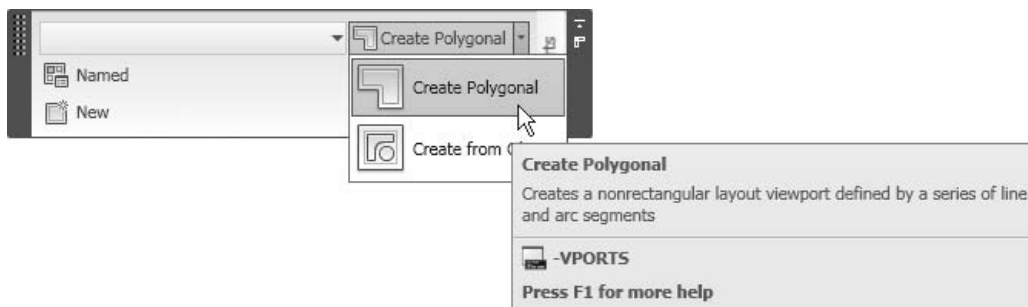 Create Polygonal
Named
New
Create Polygonal
Create from
Create Polygonal
Creates a nonrectangular layout viewport defined by a series of line
and arc segments
-VPORTS
Press F1 for more help